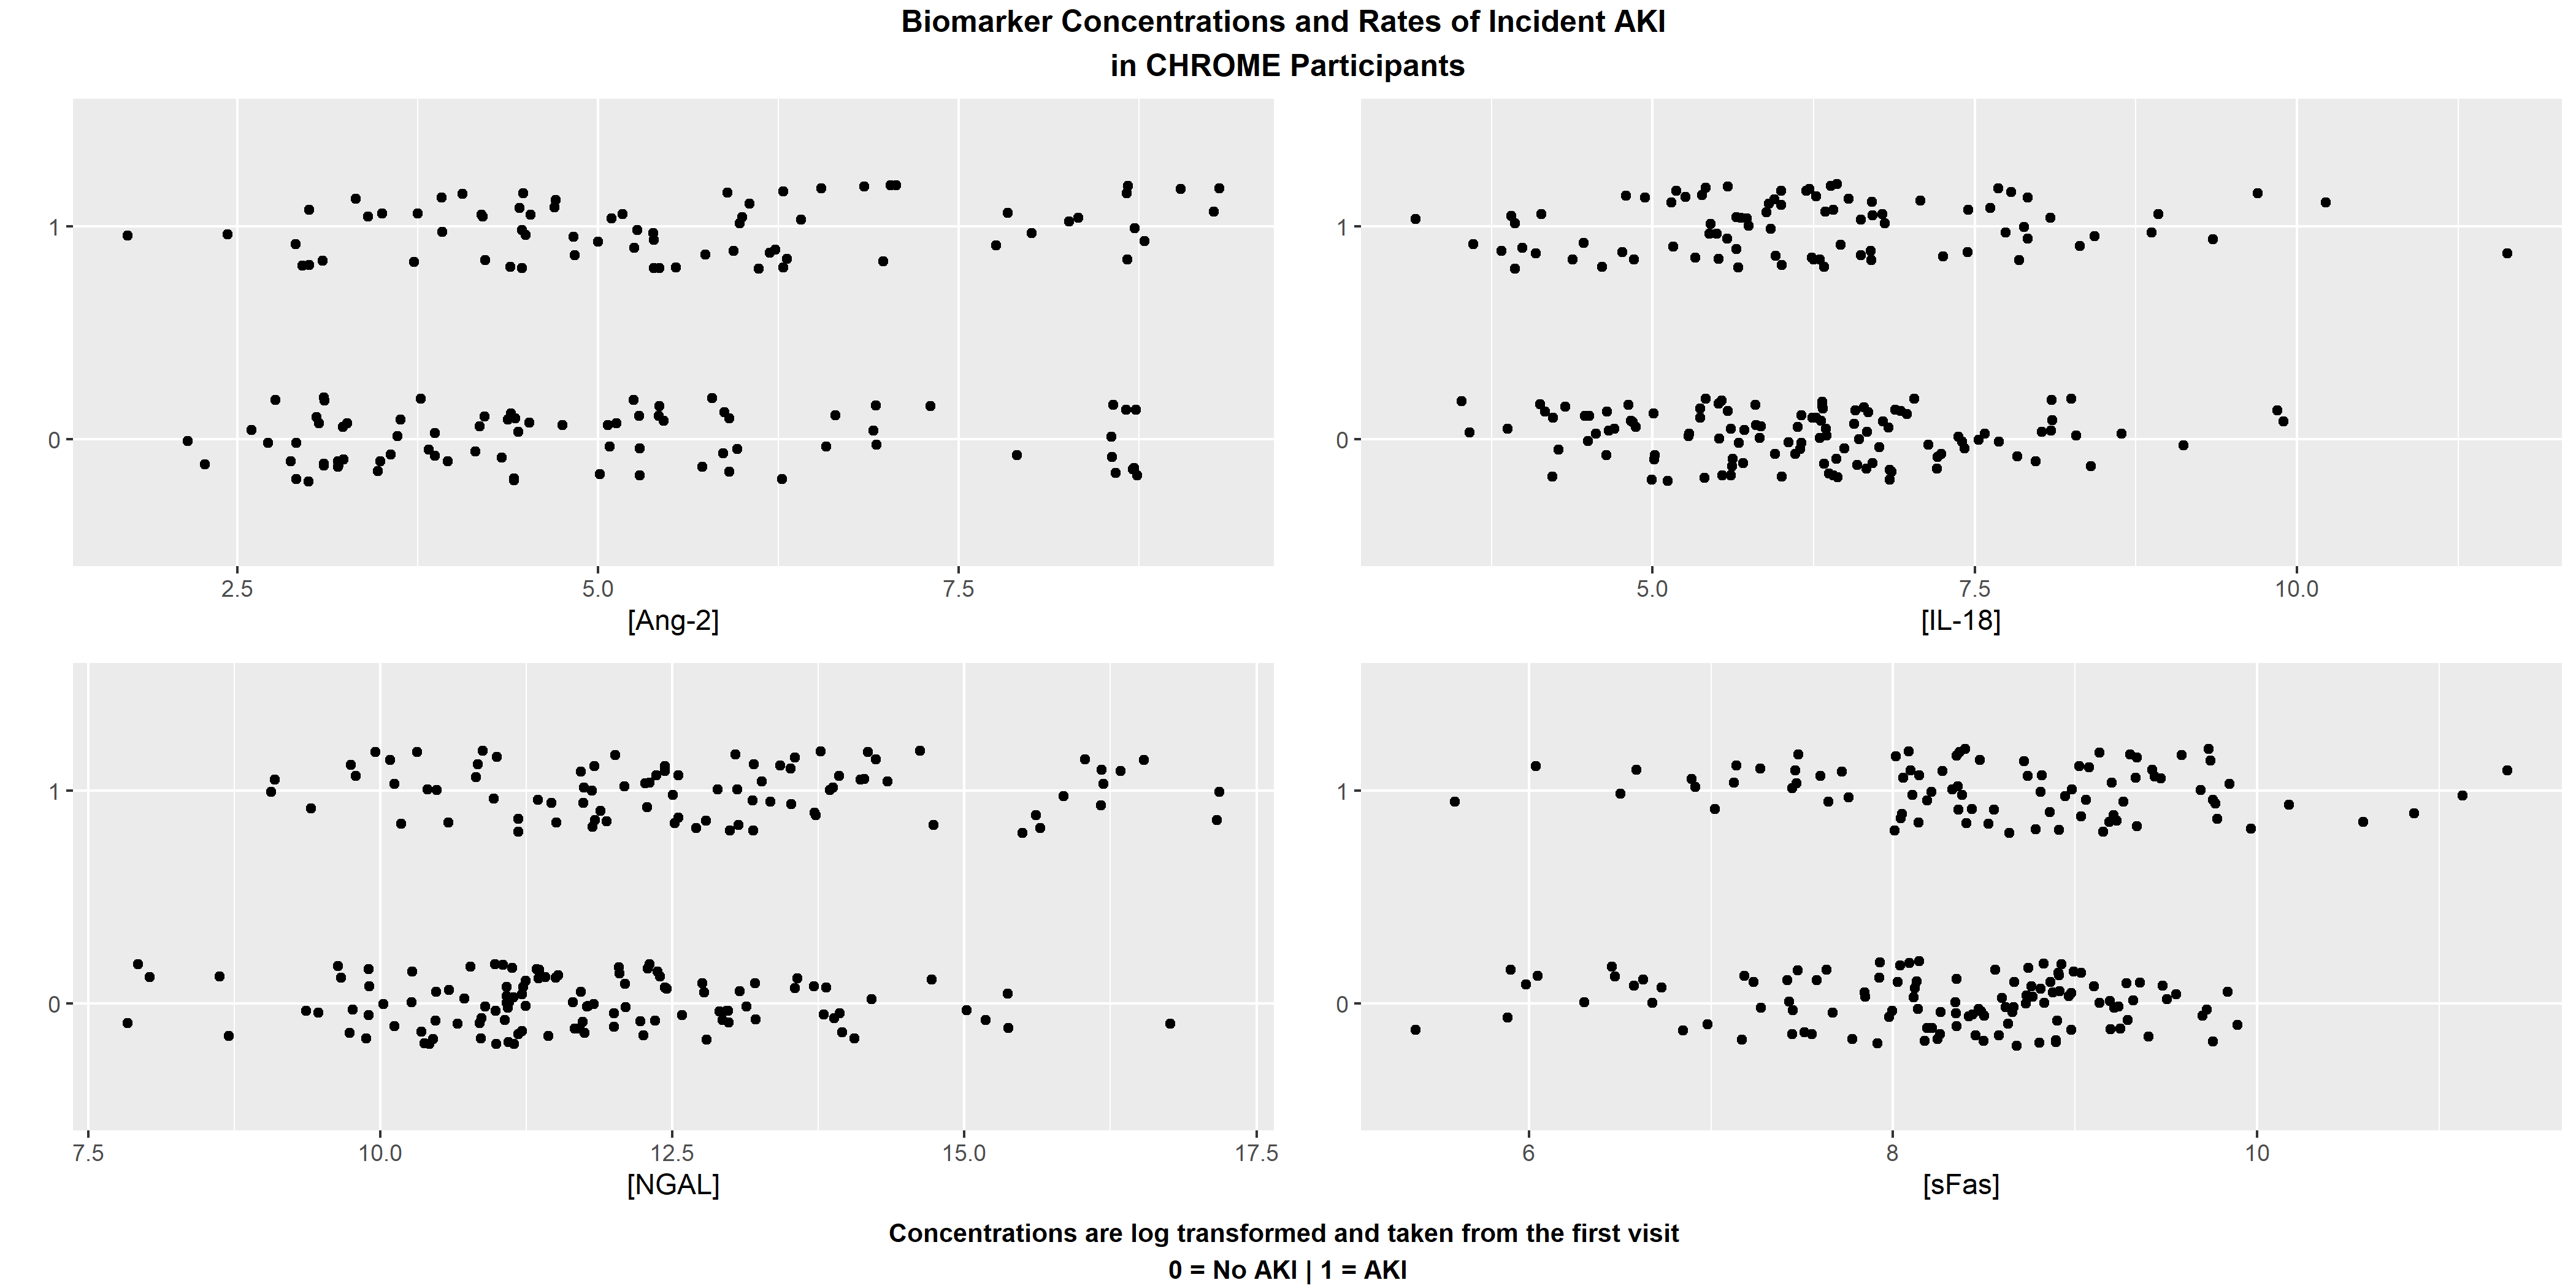 Biomarker Concentrations and Rates of Incident AKI
in CHROME Participants
1
0
2.5 5.0 7.5
[Ang-2]
1
0
5.0 7.5 10.0
[IL-18]
1
0
7.5 10.0 12.5 15.0 17.5
[NGAL]
1
0
6 8 10
[sFas]
Concentrations are log transformed and taken from the first visit
0 = No AKI | 1 = AKI